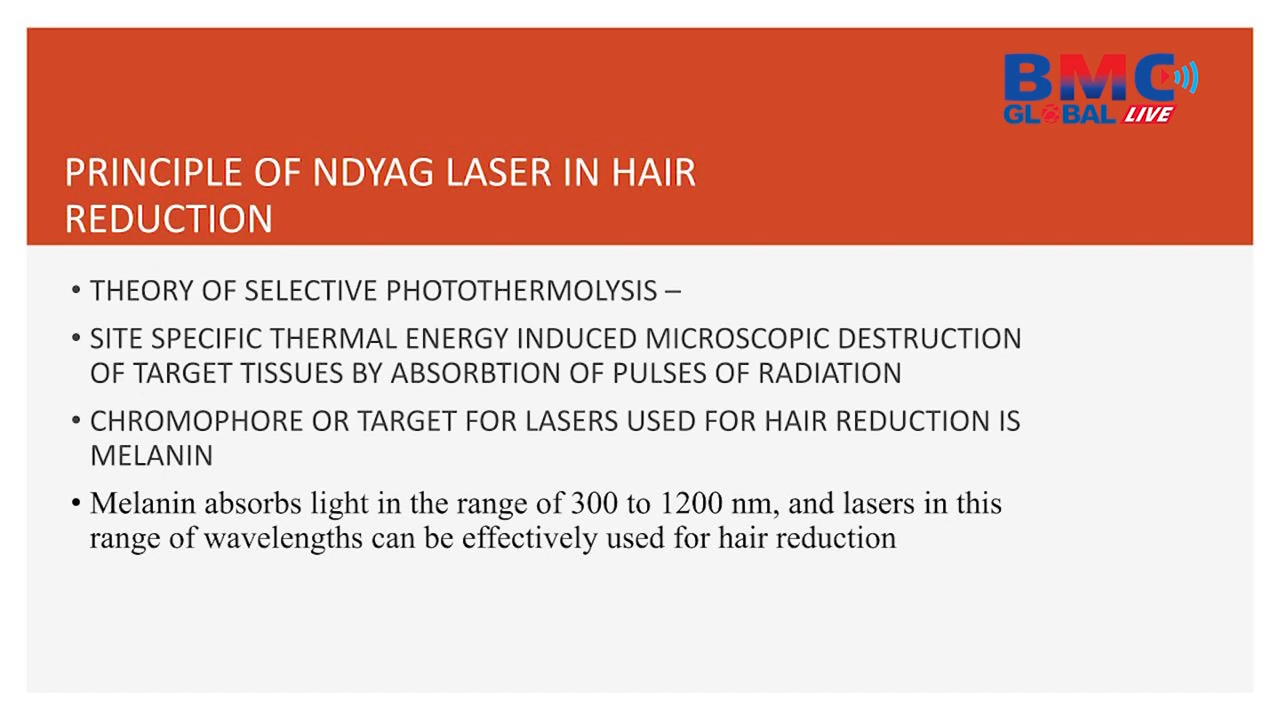 BMC
GLOBAL LIVE
PRINCIPLE OF NDYAG LASER IN HAIR
REDUCTION
• THEORY OF SELECTIVE PHOTOTHERMOLYSIS –
• SITE SPECIFIC THERMAL ENERGY INDUCED MICROSCOPIC DESTRUCTION
OF TARGET TISSUES BY ABSORBTION OF PULSES OF RADIATION
• CHROMOPHORE OR TARGET FOR LASERS USED FOR HAIR REDUCTION IS
MELANIN
• Melanin absorbs light in the range of 300 to 1200 nm, and lasers in this
range of wavelengths can be effectively used for hair reduction